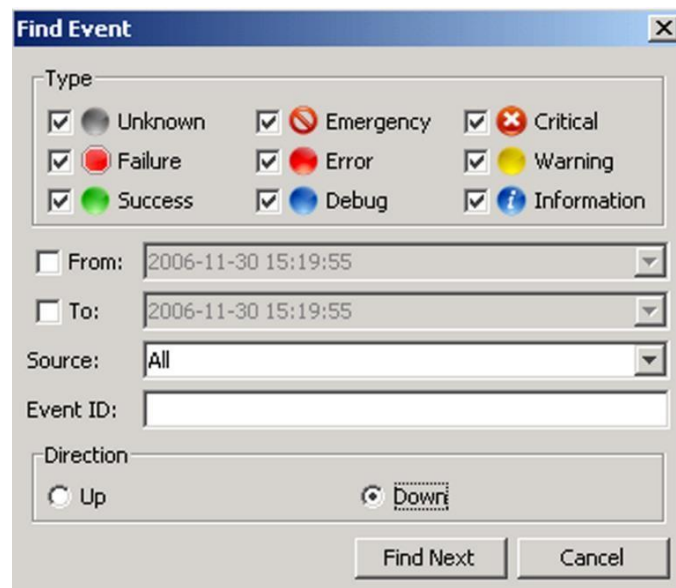 Find Event
Type
Unknown Emergency Critical
Failure Error Warning
Success Debug Information
From: 2006-11-30 15:19:55
To: 2006-11-30 15:19:55
Source: All
Event ID:
Direction
Up Down
Find Next Cancel